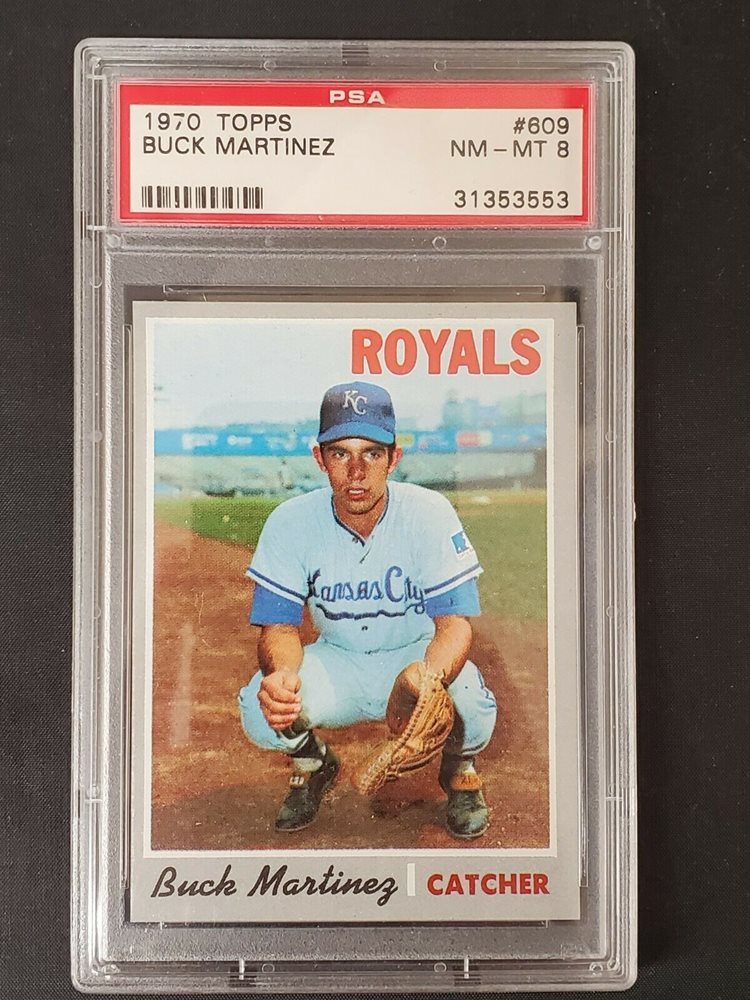 PSA
1970 TOPPS #609
BUCK MARTINEZ NM-MT 8
31353553
ROYALS
KC
Kansas City
Buck Martinez CATCHER